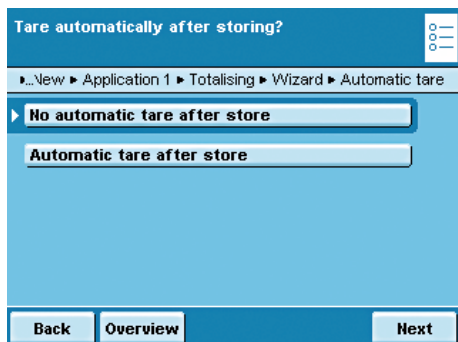 Tare automatically after storing?
▸...New ▸ Application 1 ▸ Totalising ▸ Wizard ▸ Automatic tare
No automatic tare after store
Automatic tare after store
Back Overview Next